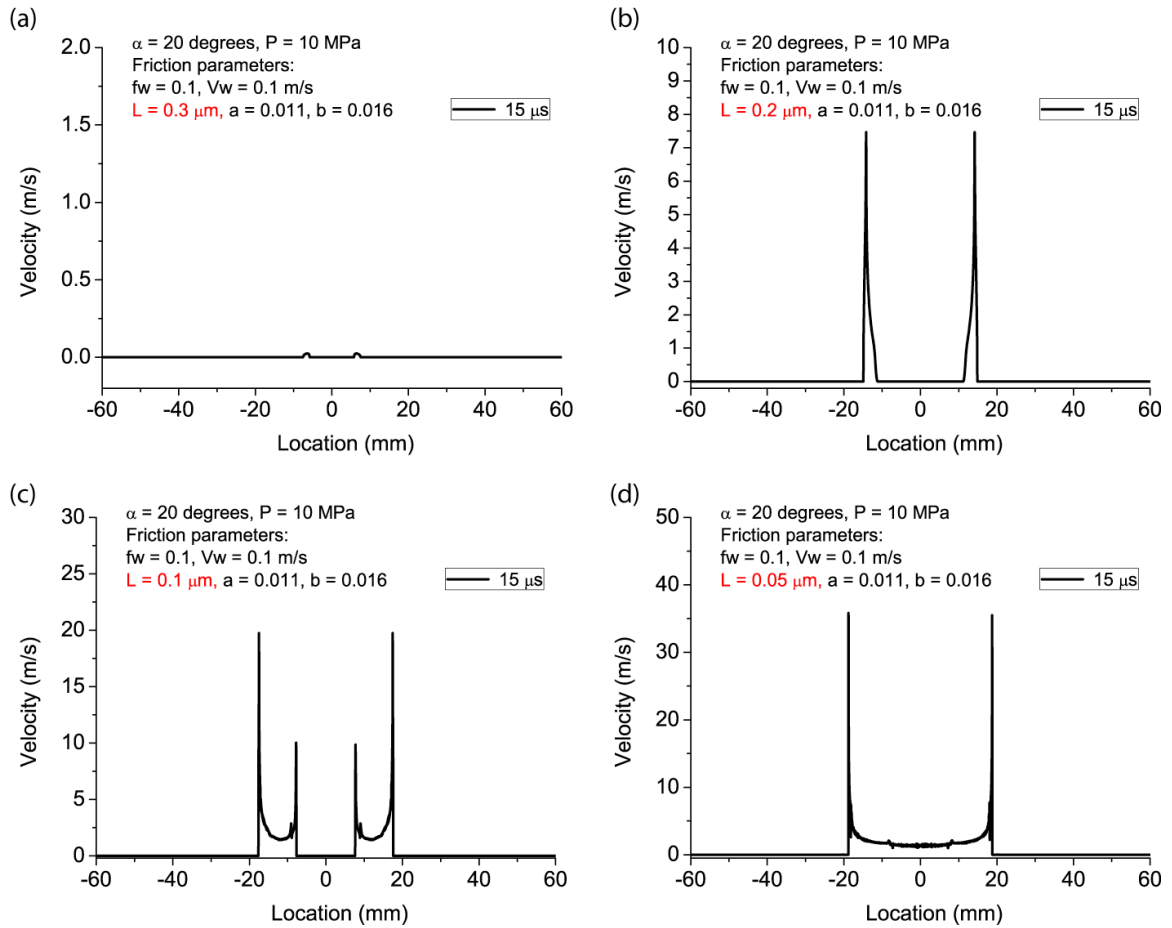 (a)
α = 20 degrees, P = 10 MPa
Friction parameters:
fw = 0.1, Vw = 0.1 m/s
L = 0.3 μm, a = 0.011, b = 0.016
15 μs
2.0
1.5
1.0
0.5
0.0
Velocity (m/s)
-60 -40 -20 0 20 40 60
Location (mm)
(b)
α = 20 degrees, P = 10 MPa
Friction parameters:
fw = 0.1, Vw = 0.1 m/s
L = 0.2 μm, a = 0.011, b = 0.016
15 μs
10
9
8
7
6
5
4
3
2
1
0
Velocity (m/s)
-60 -40 -20 0 20 40 60
Location (mm)
(c)
α = 20 degrees, P = 10 MPa
Friction parameters:
fw = 0.1, Vw = 0.1 m/s
L = 0.1 μm, a = 0.011, b = 0.016
15 μs
30
25
20
15
10
5
0
Velocity (m/s)
-60 -40 -20 0 20 40 60
Location (mm)
(d)
α = 20 degrees, P = 10 MPa
Friction parameters:
fw = 0.1, Vw = 0.1 m/s
L = 0.05 μm, a = 0.011, b = 0.016
15 μs
50
40
30
20
10
0
Velocity (m/s)
-60 -40 -20 0 20 40 60
Location (mm)